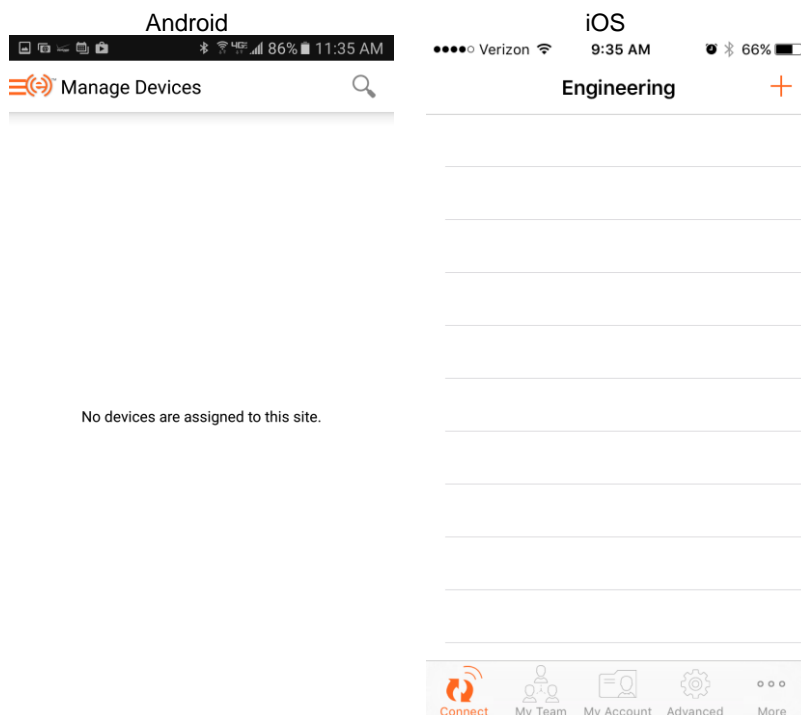 Android
86% 11:35 AM
Manage Devices
No devices are assigned to this site.
iOS
Verizon 9:35 AM 66%
Engineering
Connect My Team My Account Advanced More